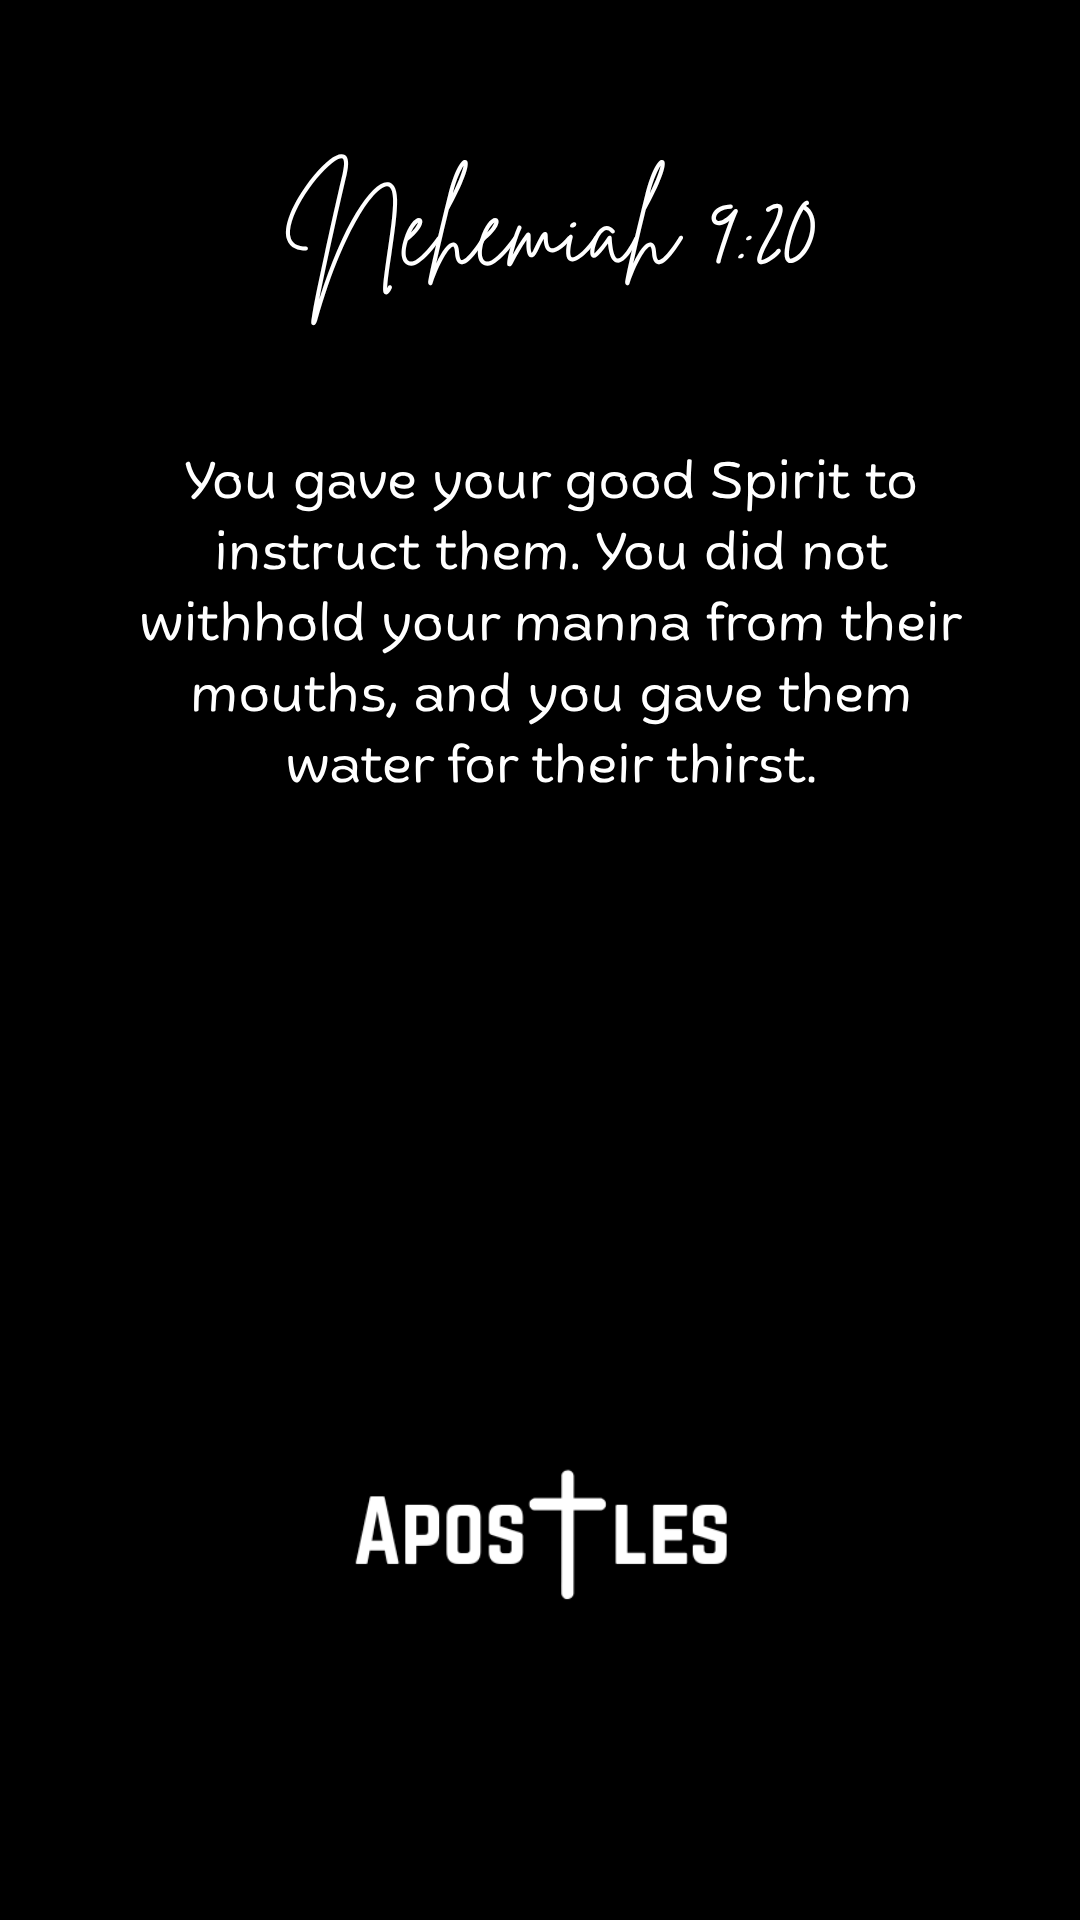 Nehemiah 9:20
You gave your good Spirit to
instruct them. You did not
withhold your manna from their
mouths, and you gave them
water for their thirst.
APOSTLES